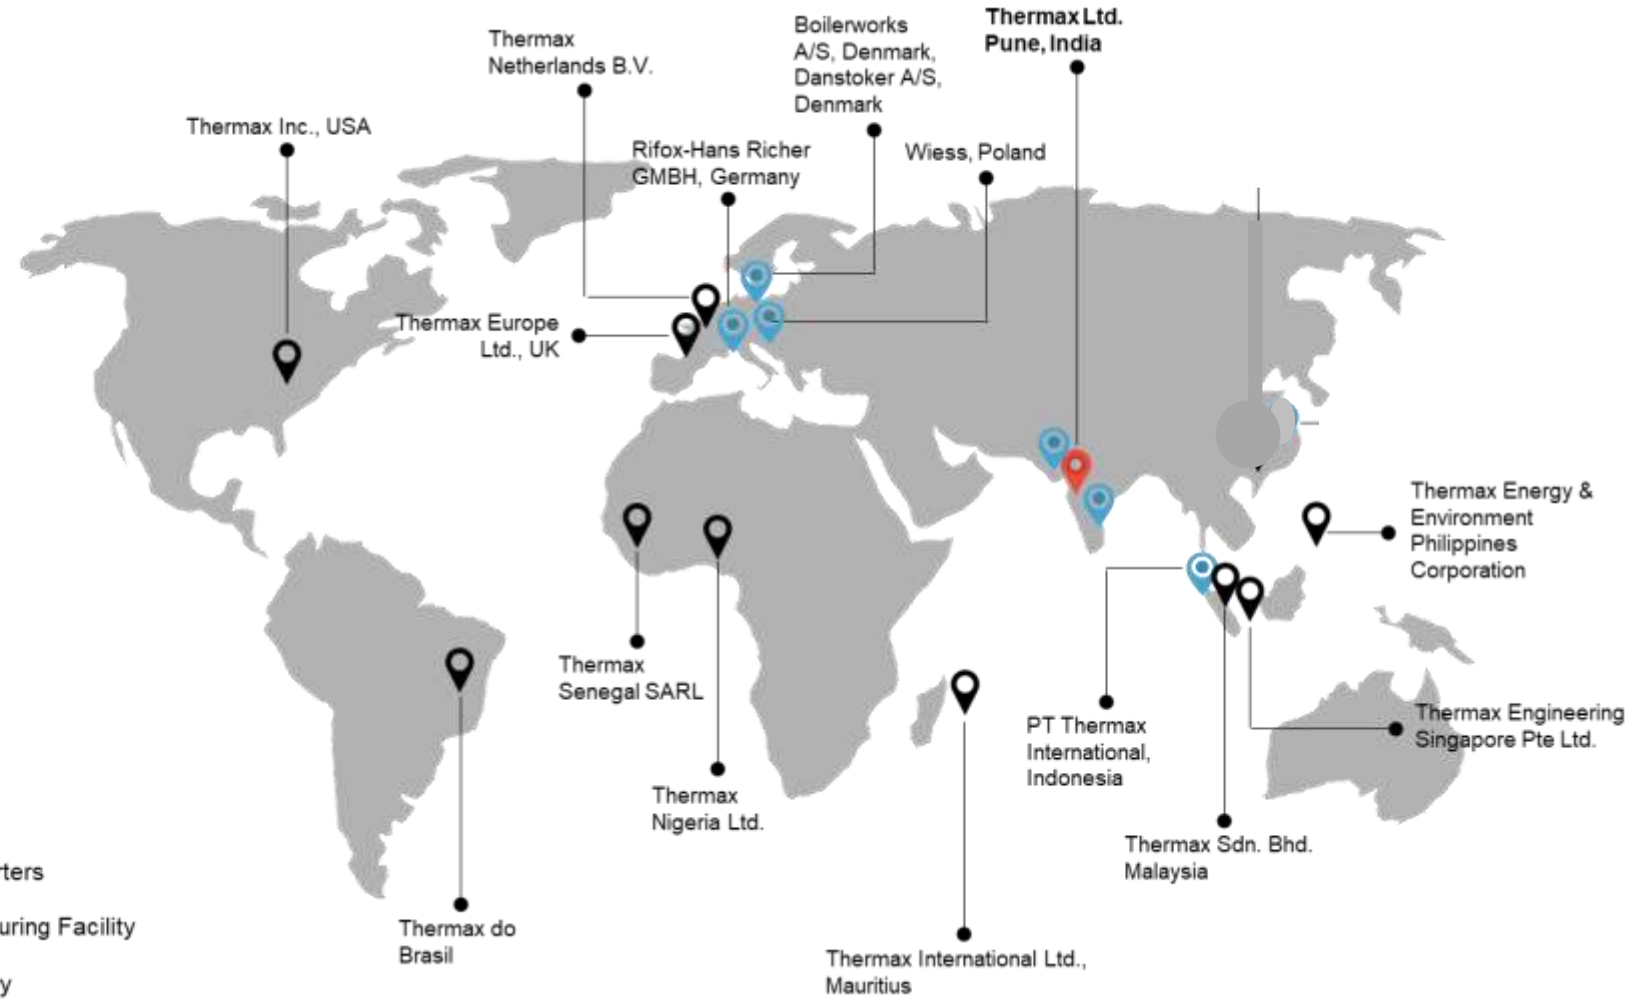 Thermax Ltd.
Pune, India
Boilerworks
A/S, Denmark,
Danstoker A/S,
Denmark
Thermax
Netherlands B.V.
Thermax Inc., USA
Rifox-Hans Richer
GMBH, Germany
Wiess, Poland
Thermax Europe
Ltd., UK
Thermax Energy &
Environment
Philippines
Corporation
Thermax
Senegal SARL
Thermax
Nigeria Ltd.
PT Thermax
International,
Indonesia
Thermax Engineering
Singapore Pte Ltd.
Thermax Sdn. Bhd.
Malaysia
Thermax do
Brasil
Thermax International Ltd.,
Mauritius
rters
uring Facility
y